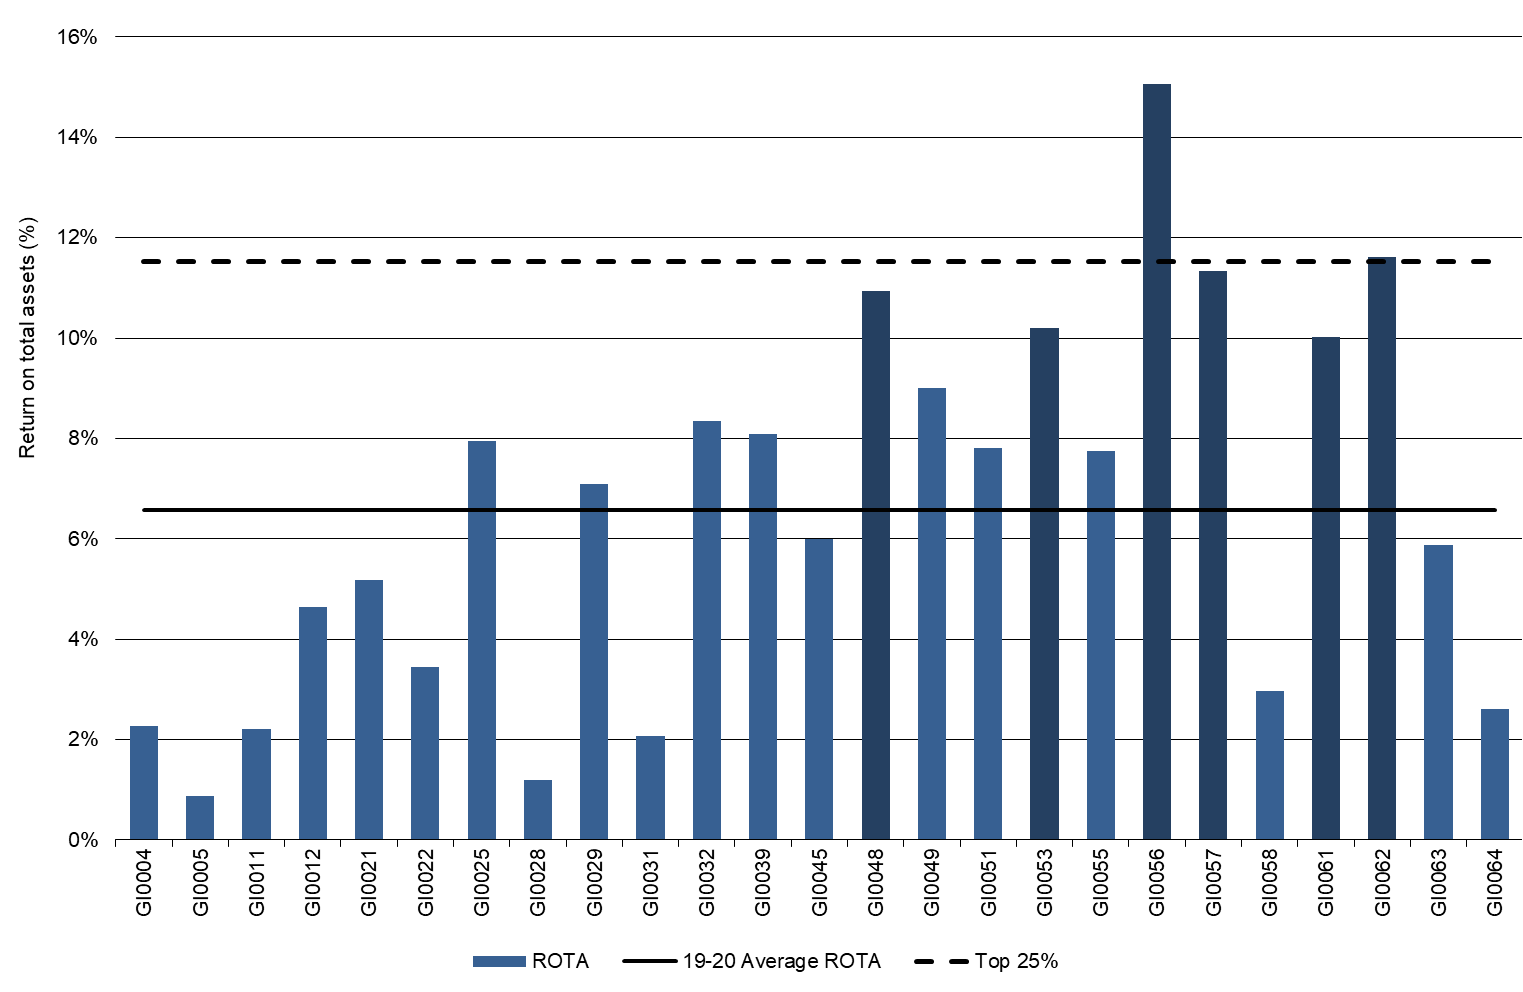 16%
14%
12%
10%
8%
6%
4%
2%
0%
Return on total assets (%)
GI0004
GI0005
GI0011
GI0012
GI0021
GI0022
GI0025
GI0028
GI0029
GI0031
GI0032
GI0039
GI0045
GI0048
GI0049
GI0051
GI0053
GI0055
GI0056
GI0057
GI0058
GI0061
GI0062
GI0063
GI0064
ROTA
19-20 Average ROTA
Top 25%